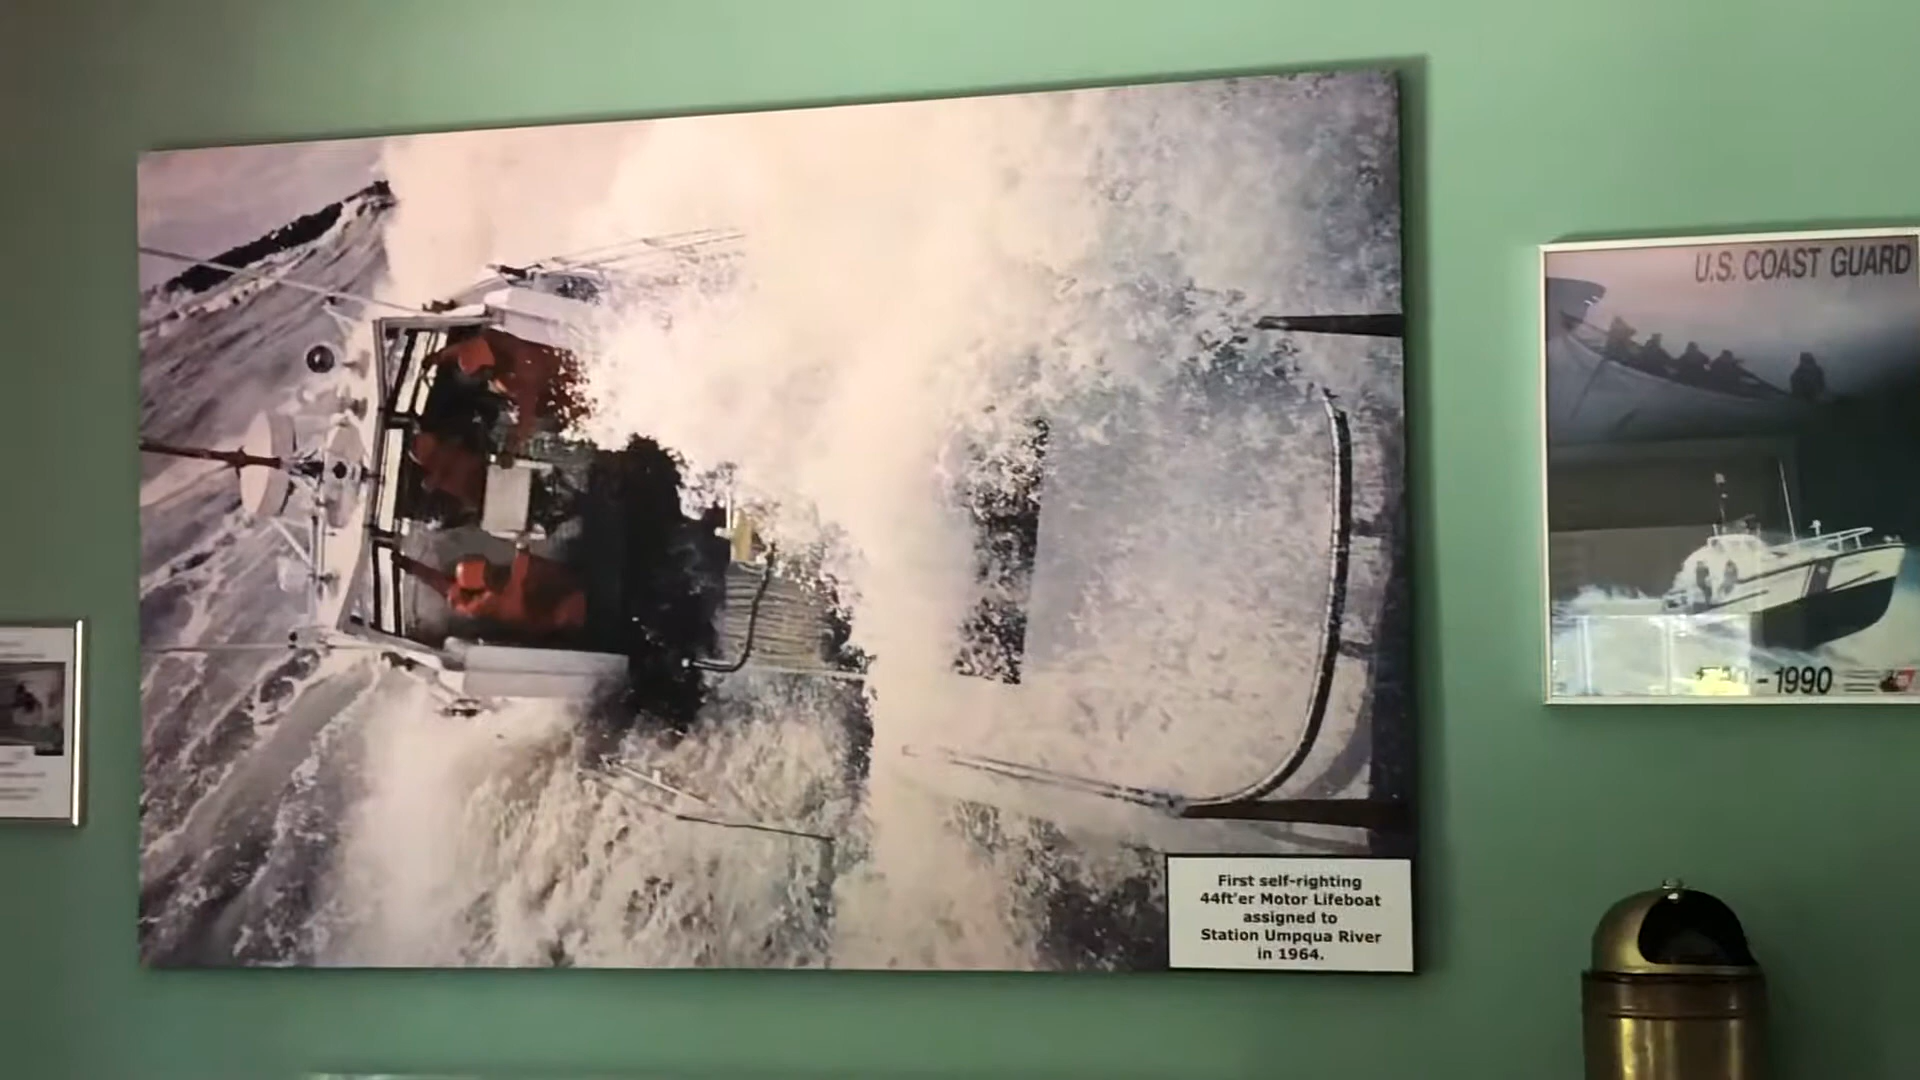 U.S. COAST GUARD
- 1990
First self-righting
44ft'er Motor Lifeboat
assigned to
Station Umpqua River
in 1964.